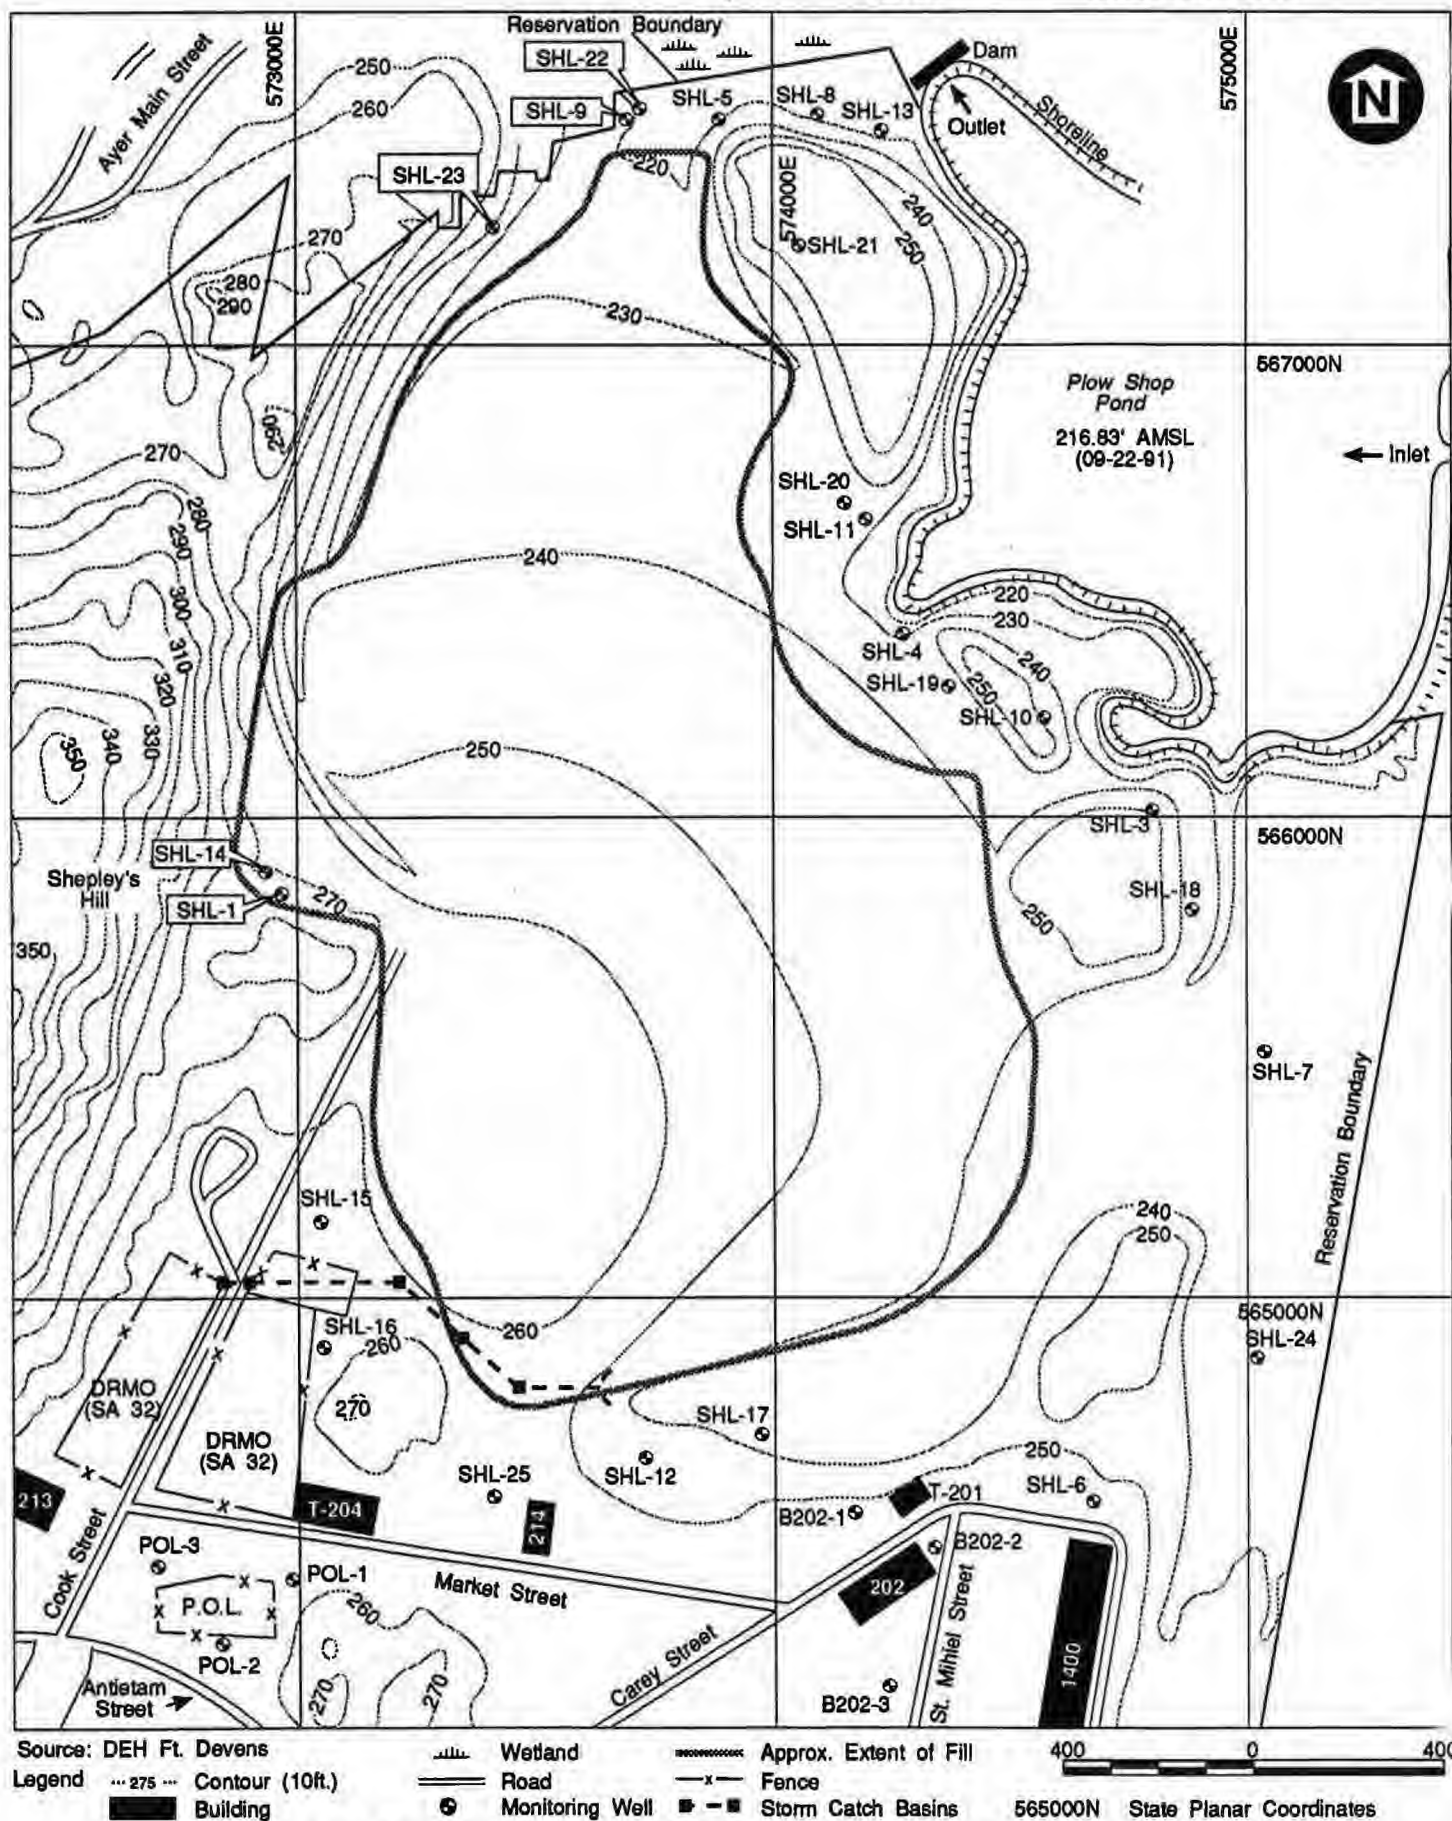 Reservation Boundary
573000E
575000E
Ayer Main Street
250
SHL-22
Dam
N
260
SHL-9
SHL-5
SHL-8
SHL-13
Outlet
Shoreline
SHL-23
220
574000E
240
270
SHL-21
250
280
290
230
567000N
Plow Shop
Pond
216.83' AMSL
(09-22-91)
290
270
Inlet
SHL-20
280
SHL-11
290
240
300
220
230
310
SHL-4
240
320
SHL-19
250
SHL-10
330
340
350
250
SHL-3
566000N
SHL-14
Shepley's
Hill
270
SHL-18
SHL-1
250
350
SHL-7
Reservation Boundary
SHL-15
240
250
565000N
SHL-16
260
260
SHL-24
DRMO
(SA 32)
270
SHL-17
DRMO
(SA 32)
250
SHL-25
SHL-12
213
T-204
T-201
SHL-6
214
B202-1
POL-3
B202-2
Cook Street
POL-1
Market Street
202
P.O.L.
260
St. Mihiel Street
1400
POL-2
Carey Street
Antietam
Street
270
270
B202-3
Source: DEH Ft. Devens
Wetland
Approx. Extent of Fill
400 0 400
Legend
275 Contour (10ft.)
Road
x Fence
Building
Monitoring Well
Storm Catch Basins
565000N State Planar Coordinates